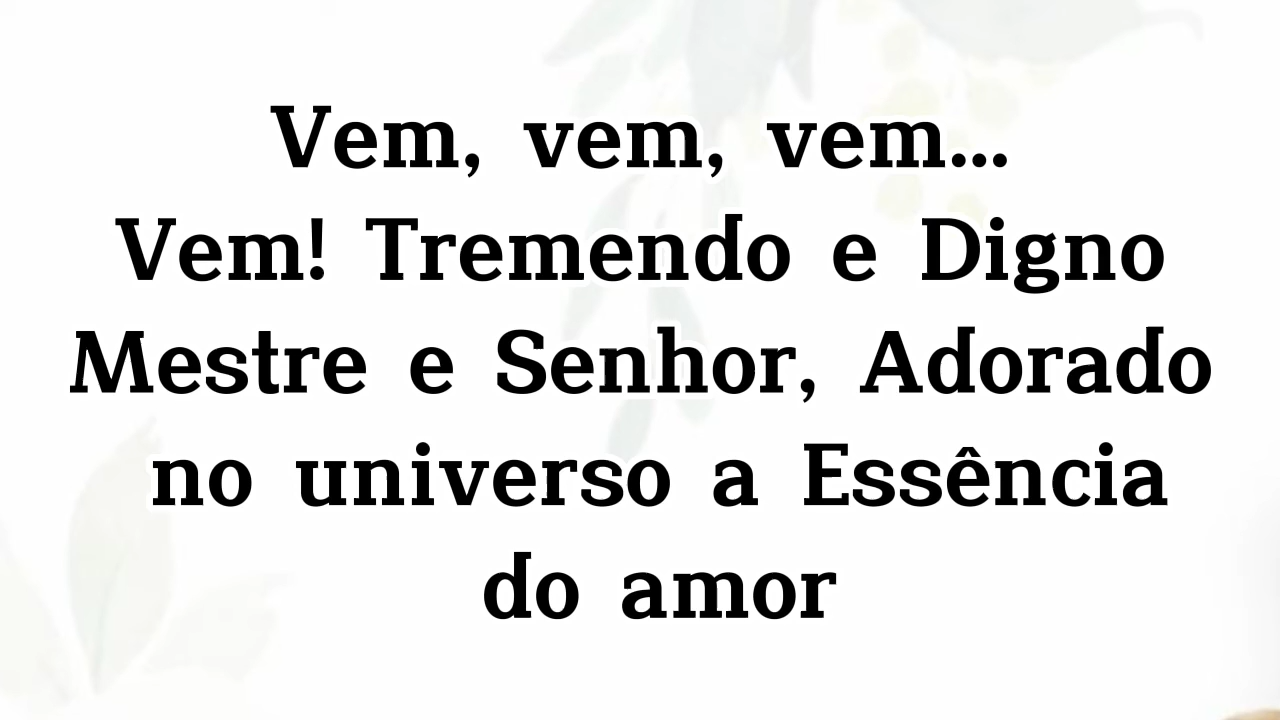 Vem, vem, vem...
Vem! Tremendo e Digno
Mestre e Senhor, Adorado
no universo a Essência
do amor